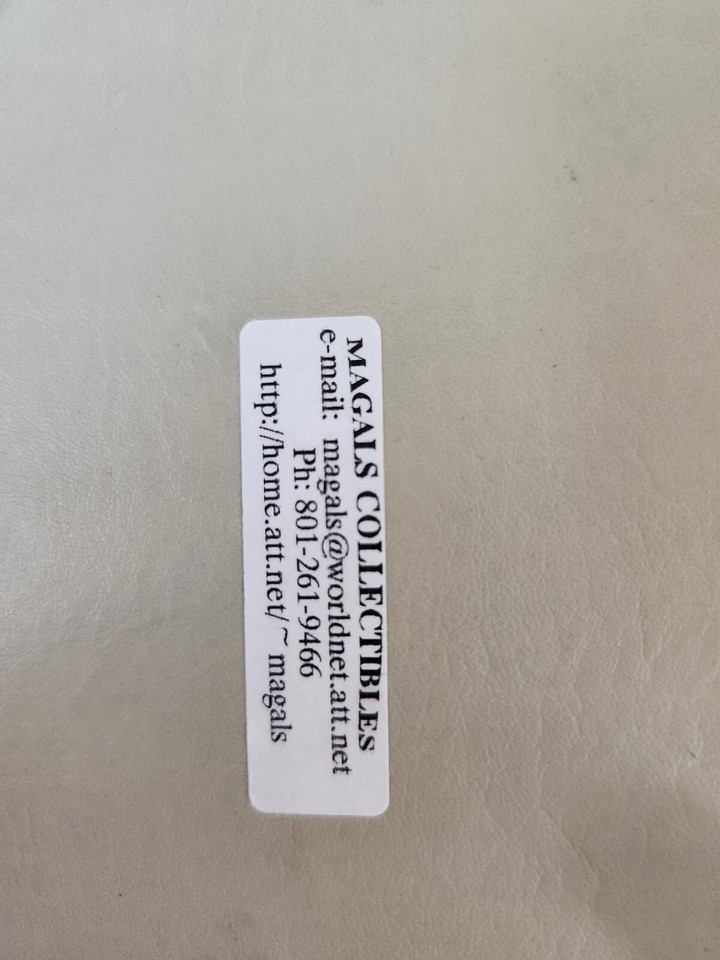 MAGALS COLLECTIBLES
e-mail: magals@worldnet.att.net
Ph: 801-261-9466
http://home.att.net/~ magals